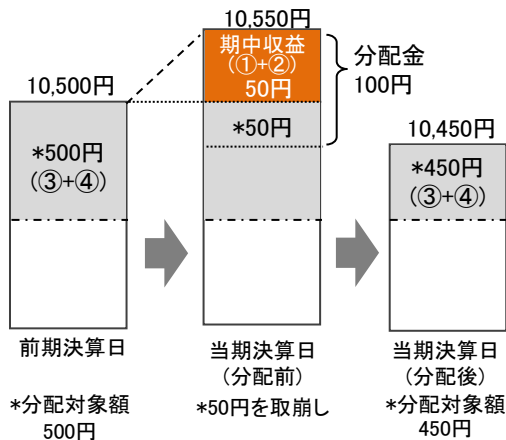 10,500円
*500円
(③+④)
前期決算日
*分配対象額
500円
10,550円
期中収益
(①+②)
50円
*50円
分配金
100円
当期決算日
(分配前)
*50円を取崩し
10,450円
*450円
(③+④)
当期決算日
(分配後)
*分配対象額
450円